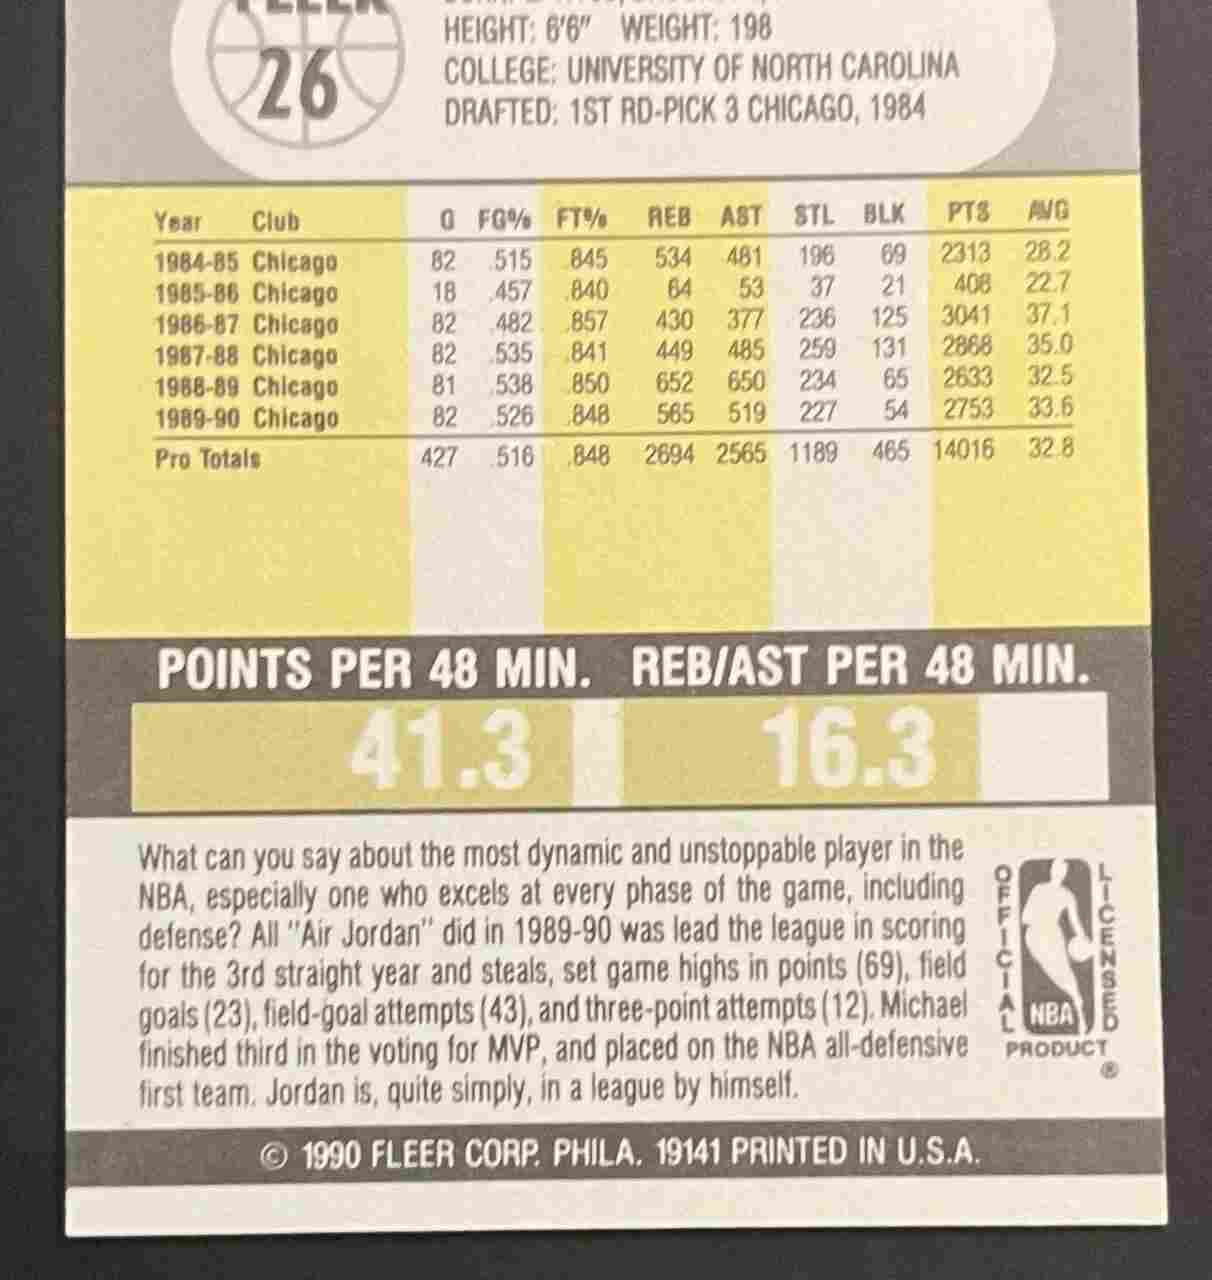 FLEER
26
HEIGHT: 6'6" WEIGHT: 198
COLLEGE: UNIVERSITY OF NORTH CAROLINA
DRAFTED: 1ST RD-PICK 3 CHICAGO, 1984
Year Club G FG% FT% REB AST STL BLK PTS AVG
1984-85 Chicago 82 .515 .845 534 481 196 69 2313 28.2
1985-86 Chicago 18 .457 .840 64 53 37 21 408 22.7
1986-87 Chicago 82 .482 .857 430 377 236 125 3041 37.1
1987-88 Chicago 82 .535 .841 449 485 259 131 2868 35.0
1988-89 Chicago 81 .538 .850 652 650 234 65 2633 32.5
1989-90 Chicago 82 .526 .848 565 519 227 54 2753 33.6
Pro Totals 427 .516 .848 2694 2565 1189 465 14016 32.8
POINTS PER 48 MIN. REB/AST PER 48 MIN.
41.3 16.3
What can you say about the most dynamic and unstoppable player in the
NBA, especially one who excels at every phase of the game, including
defense? All "Air Jordan" did in 1989-90 was lead the league in scoring
for the 3rd straight year and steals, set game highs in points (69), field
goals (23), field-goal attempts (43), and three-point attempts (12). Michael
finished third in the voting for MVP, and placed on the NBA all-defensive
first team. Jordan is, quite simply, in a league by himself.
OFFICIAL
NBA
LICENSED
PRODUCT
®
© 1990 FLEER CORP. PHILA. 19141 PRINTED IN U.S.A.